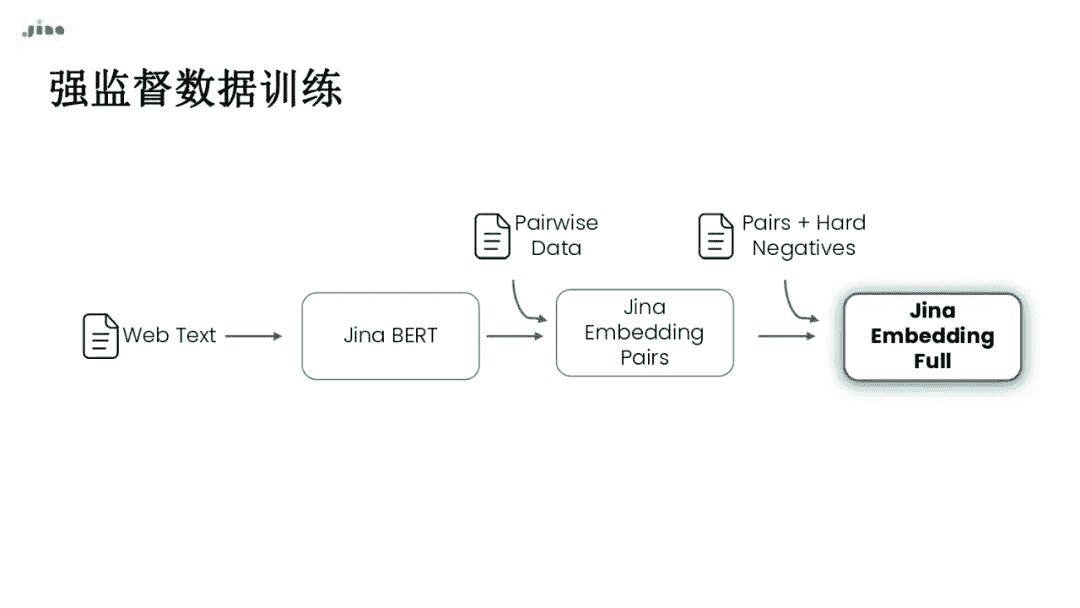 Jina
强监督数据训练
Pairwise
Data
Pairs + Hard
Negatives
Web Text
Jina BERT
Jina
Embedding
Pairs
Jina
Embedding
Full